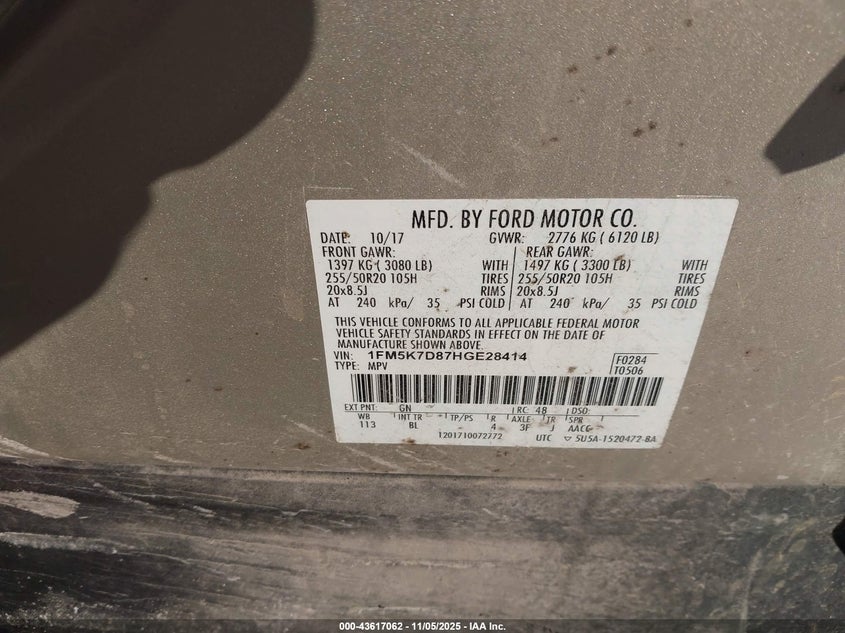 MFD. BY FORD MOTOR CO.
DATE: 10/17 GVWR: 2776 KG ( 6120 LB)
FRONT GAWR: REAR GAWR:
1397 KG ( 3080 LB) WITH 1497 KG ( 3300 LB) WITH
255/50R20 105H TIRES 255/50R20 105H TIRES
20x8.5J RIMS 20x8.5J RIMS
AT 240 kPa/ 35 PSI COLD AT 240 kPa/ 35 PSI COLD
THIS VEHICLE CONFORMS TO ALL APPLICABLE FEDERAL MOTOR
VEHICLE SAFETY STANDARDS IN EFFECT ON THE DATE OF
MANUFACTURE SHOWN ABOVE.
VIN: 1FM5K7D87HGE28414 F0284
TYPE: MPV T0506
EXT PNT: GN RC: 48 DSO:
WB INT TR TP/PS R AXLE TR SPR
113 BL 4 3F J AACG
1201710072772 UTC 5U5A-1520472-BA
000-43617062 - 11/05/2025 - IAA Inc.